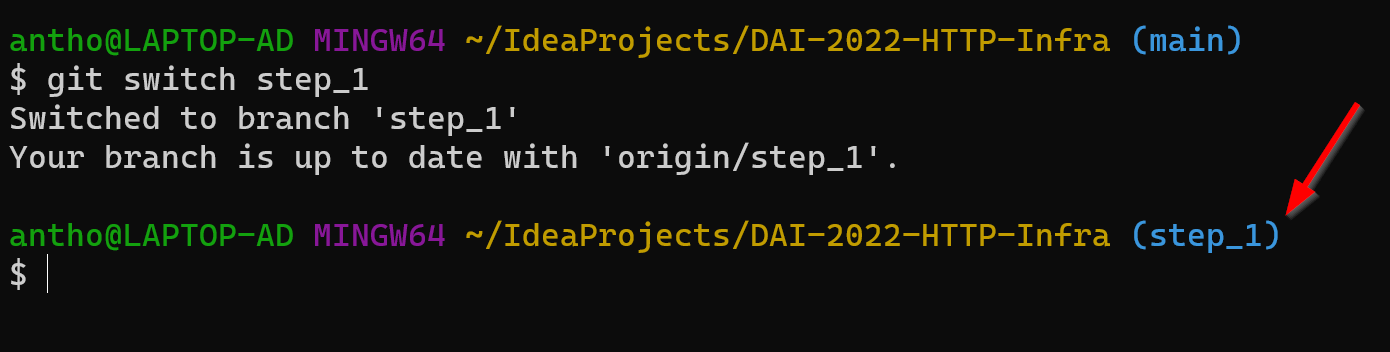 antho@LAPTOP-AD MINGW64 ~/IdeaProjects/DAI-2022-HTTP-Infra (main)
$ git switch step_1
Switched to branch 'step_1'
Your branch is up to date with 'origin/step_1'.
antho@LAPTOP-AD MINGW64 ~/IdeaProjects/DAI-2022-HTTP-Infra (step_1)
$